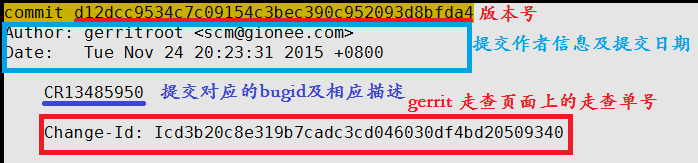 commit d12dcc9534c7c09154c3bec390c952093d8bfda4 版本号
Author: gerritroot <scm@gionee.com>
提交作者信息及提交日期
Date: Tue Nov 24 20:23:31 2015 +0800
CR13485950 提交对应的bugid及相应描述
gerrit 走查页面上的走查单号
Change-Id: Icd3b20c8e319b7cadc3cd046030df4bd20509340